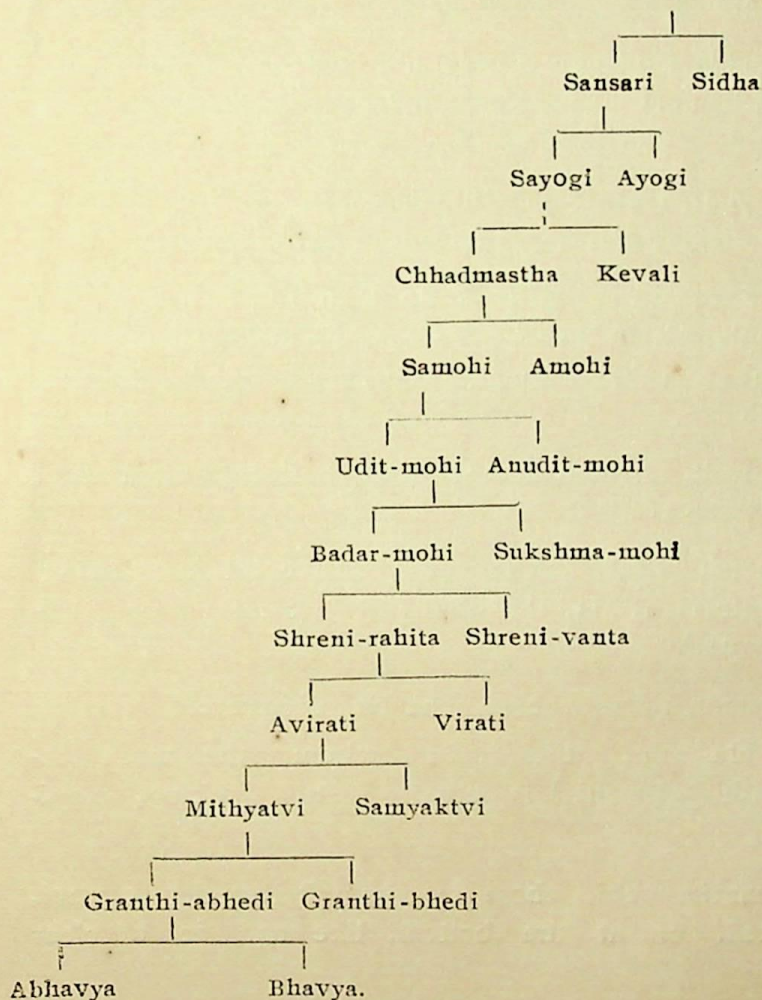 Sansari Sidha
Sayogi Ayogi
Chhadmastha Kevali
Samohi Amohi
Udit-mohi Anudit-mohi
Badar-mohi Sukshma-mohi
Shreni-rahita Shreni-vanta
Avirati Virati
Mithyatvi Samyaktvi
Granthi-abhedi Granthi-bhedi
Abhavya Bhavya.